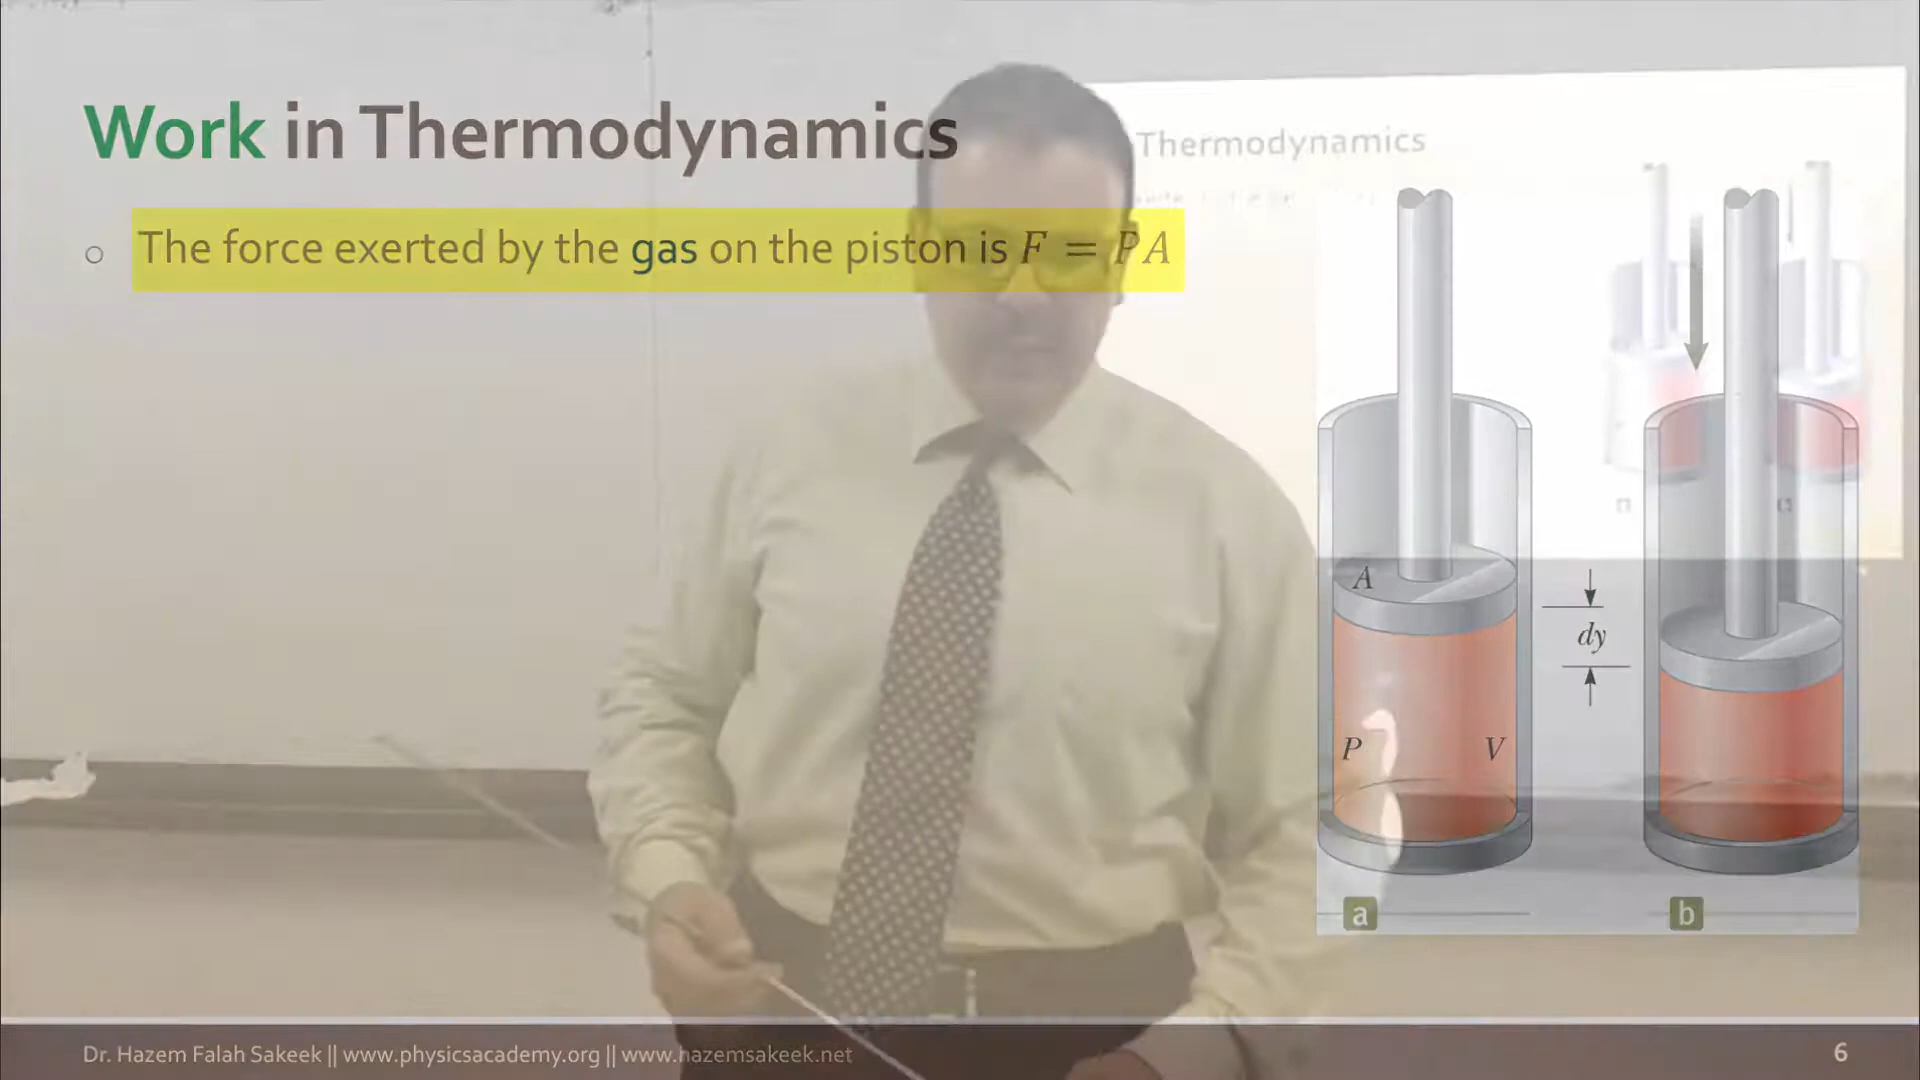 Work in Thermodynamics
Thermodynamics
○ The force exerted by the gas on the piston is F = PA
A
dy
P
V
a
b
Dr. Hazem Falah Sakeek || www.physicsacademy.org || www.hazemsakeek.net
6